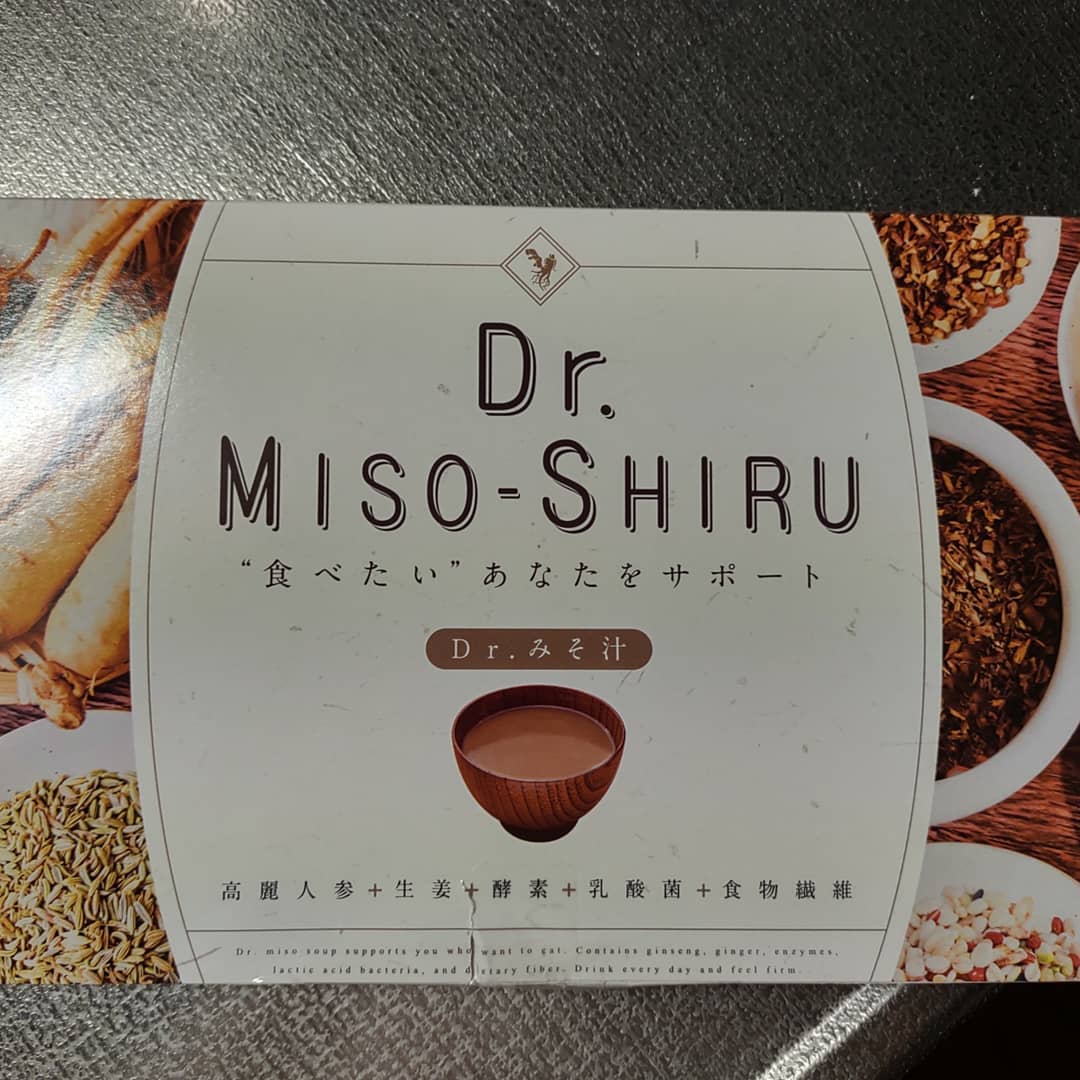 Dr.
MISO-SHIRU
“食べたい”あなたをサポート
Dr.みそ汁
高麗人参+生姜+酵素+乳酸菌+食物繊維
Dr. miso soup supports you who want to eat. Contains ginseng, ginger, enzymes,
lactic acid bacteria, and dietary fiber. Drink every day and feel firm.